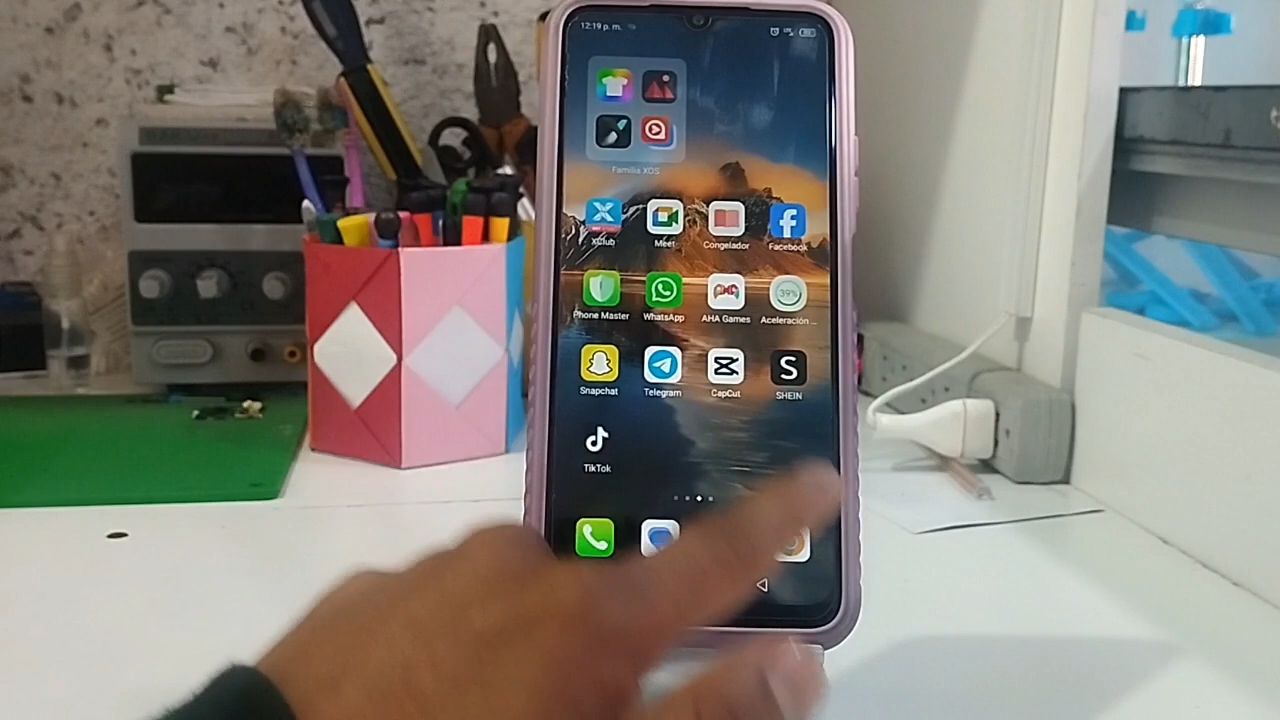 12:19 p. m.
Familia XOS
XClub
Meet
Congelador
Facebook
Phone Master
WhatsApp
AHA Games
39%
Aceleración ...
Snapchat
Telegram
CapCut
S
SHEIN
TikTok